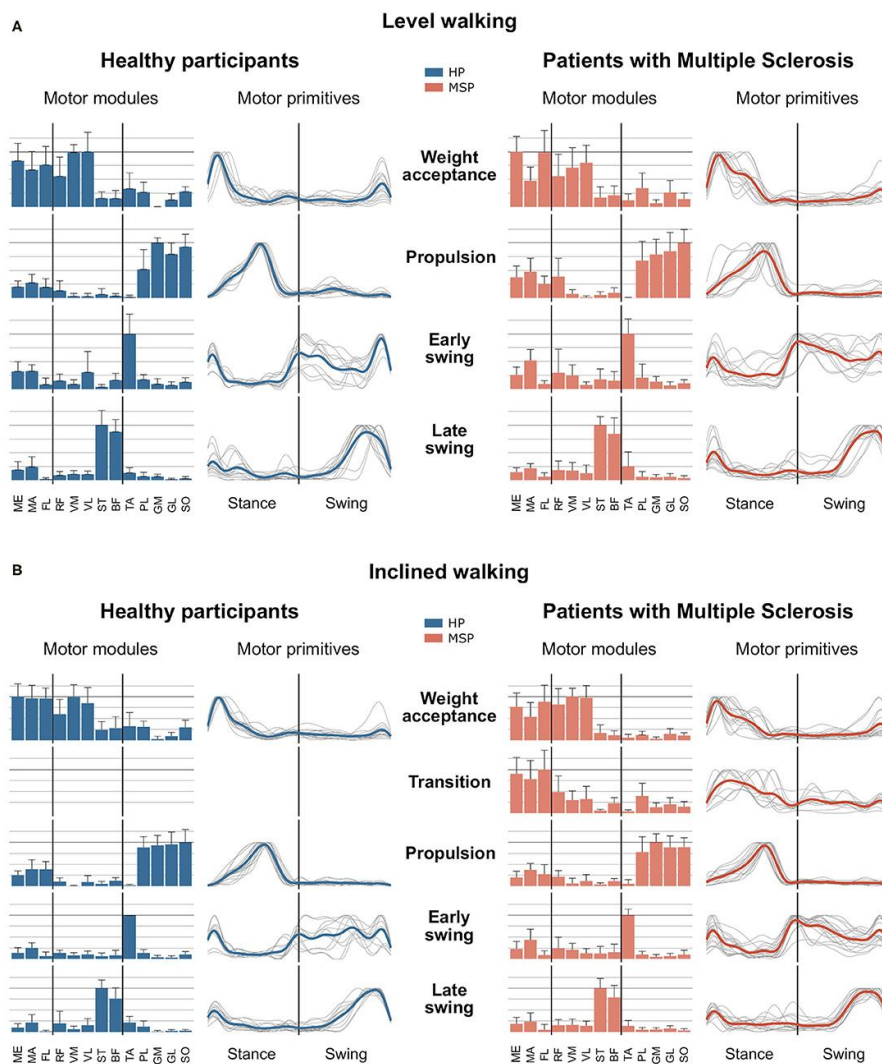 A
Level walking
Healthy participants
HP
MSP
Patients with Multiple Sclerosis
Motor modules
Motor primitives
Motor modules
Motor primitives
Weight
acceptance
Propulsion
Early
swing
Late
swing
ME MA FL RF VM VL ST BF TA PL GM GL SO
Stance
Swing
ME MA FL RF VM VL ST BF TA PL GM GL SO
Stance
Swing
B
Inclined walking
Healthy participants
HP
MSP
Patients with Multiple Sclerosis
Motor modules
Motor primitives
Motor modules
Motor primitives
Weight
acceptance
Transition
Propulsion
Early
swing
Late
swing
ME MA FL RF VM VL ST BF TA PL GM GL SO
Stance
Swing
ME MA FL RF VM VL ST BF TA PL GM GL SO
Stance
Swing